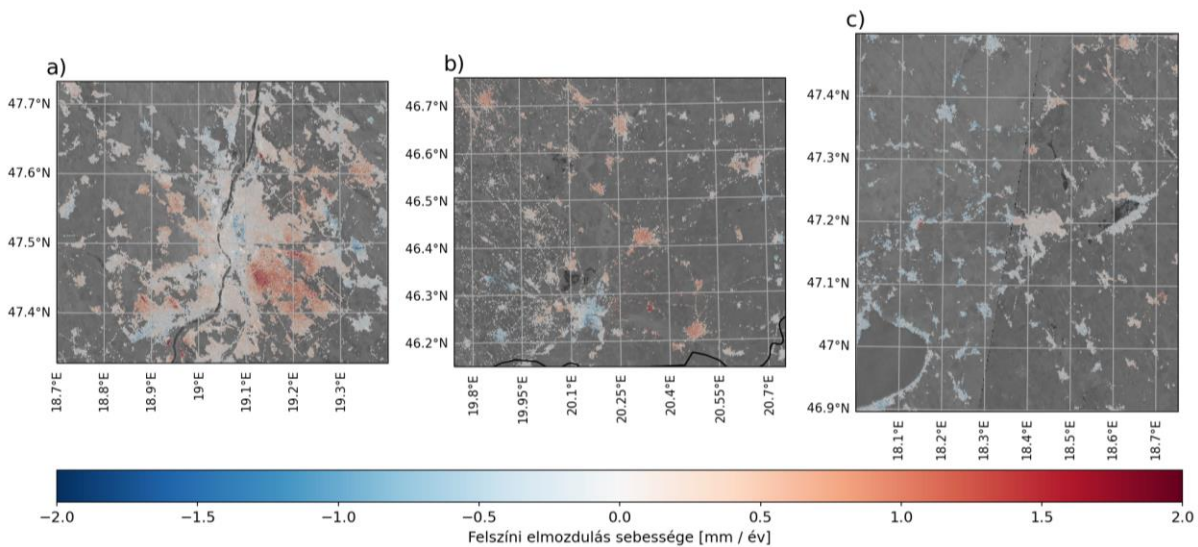 a)
47.7°N
47.6°N
47.5°N
47.4°N
18.7°E
18.8°E
18.9°E
19°E
19.1°E
19.2°E
19.3°E
b)
46.7°N
46.6°N
46.5°N
46.4°N
46.3°N
46.2°N
19.8°E
19.95°E
20.1°E
20.25°E
20.4°E
20.55°E
20.7°E
c)
47.4°N
47.3°N
47.2°N
47.1°N
47°N
46.9°N
18.1°E
18.2°E
18.3°E
18.4°E
18.5°E
18.6°E
18.7°E
−2.0 −1.5 −1.0 −0.5 0.0 0.5 1.0 1.5 2.0
Felszíni elmozdulás sebessége [mm / év]